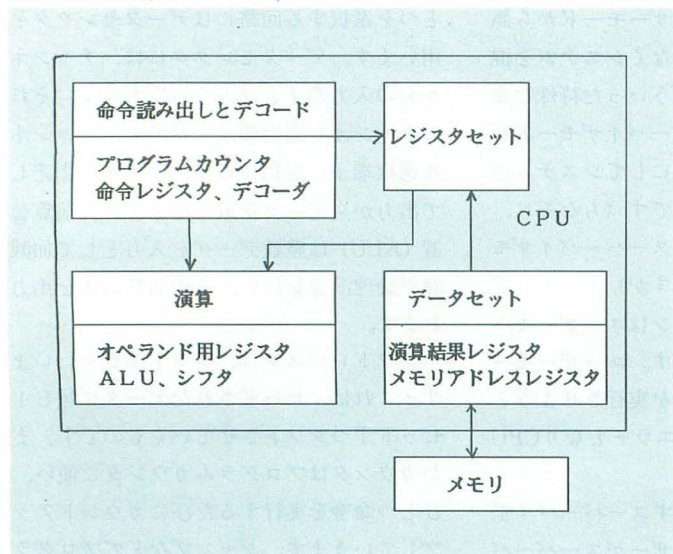 命令読み出しとデコード
プログラムカウンタ
命令レジスタ、デコーダ
レジスタセット
CPU
演算
オペランド用レジスタ
ALU、シフタ
データセット
演算結果レジスタ
メモリアドレスレジスタ
メモリ